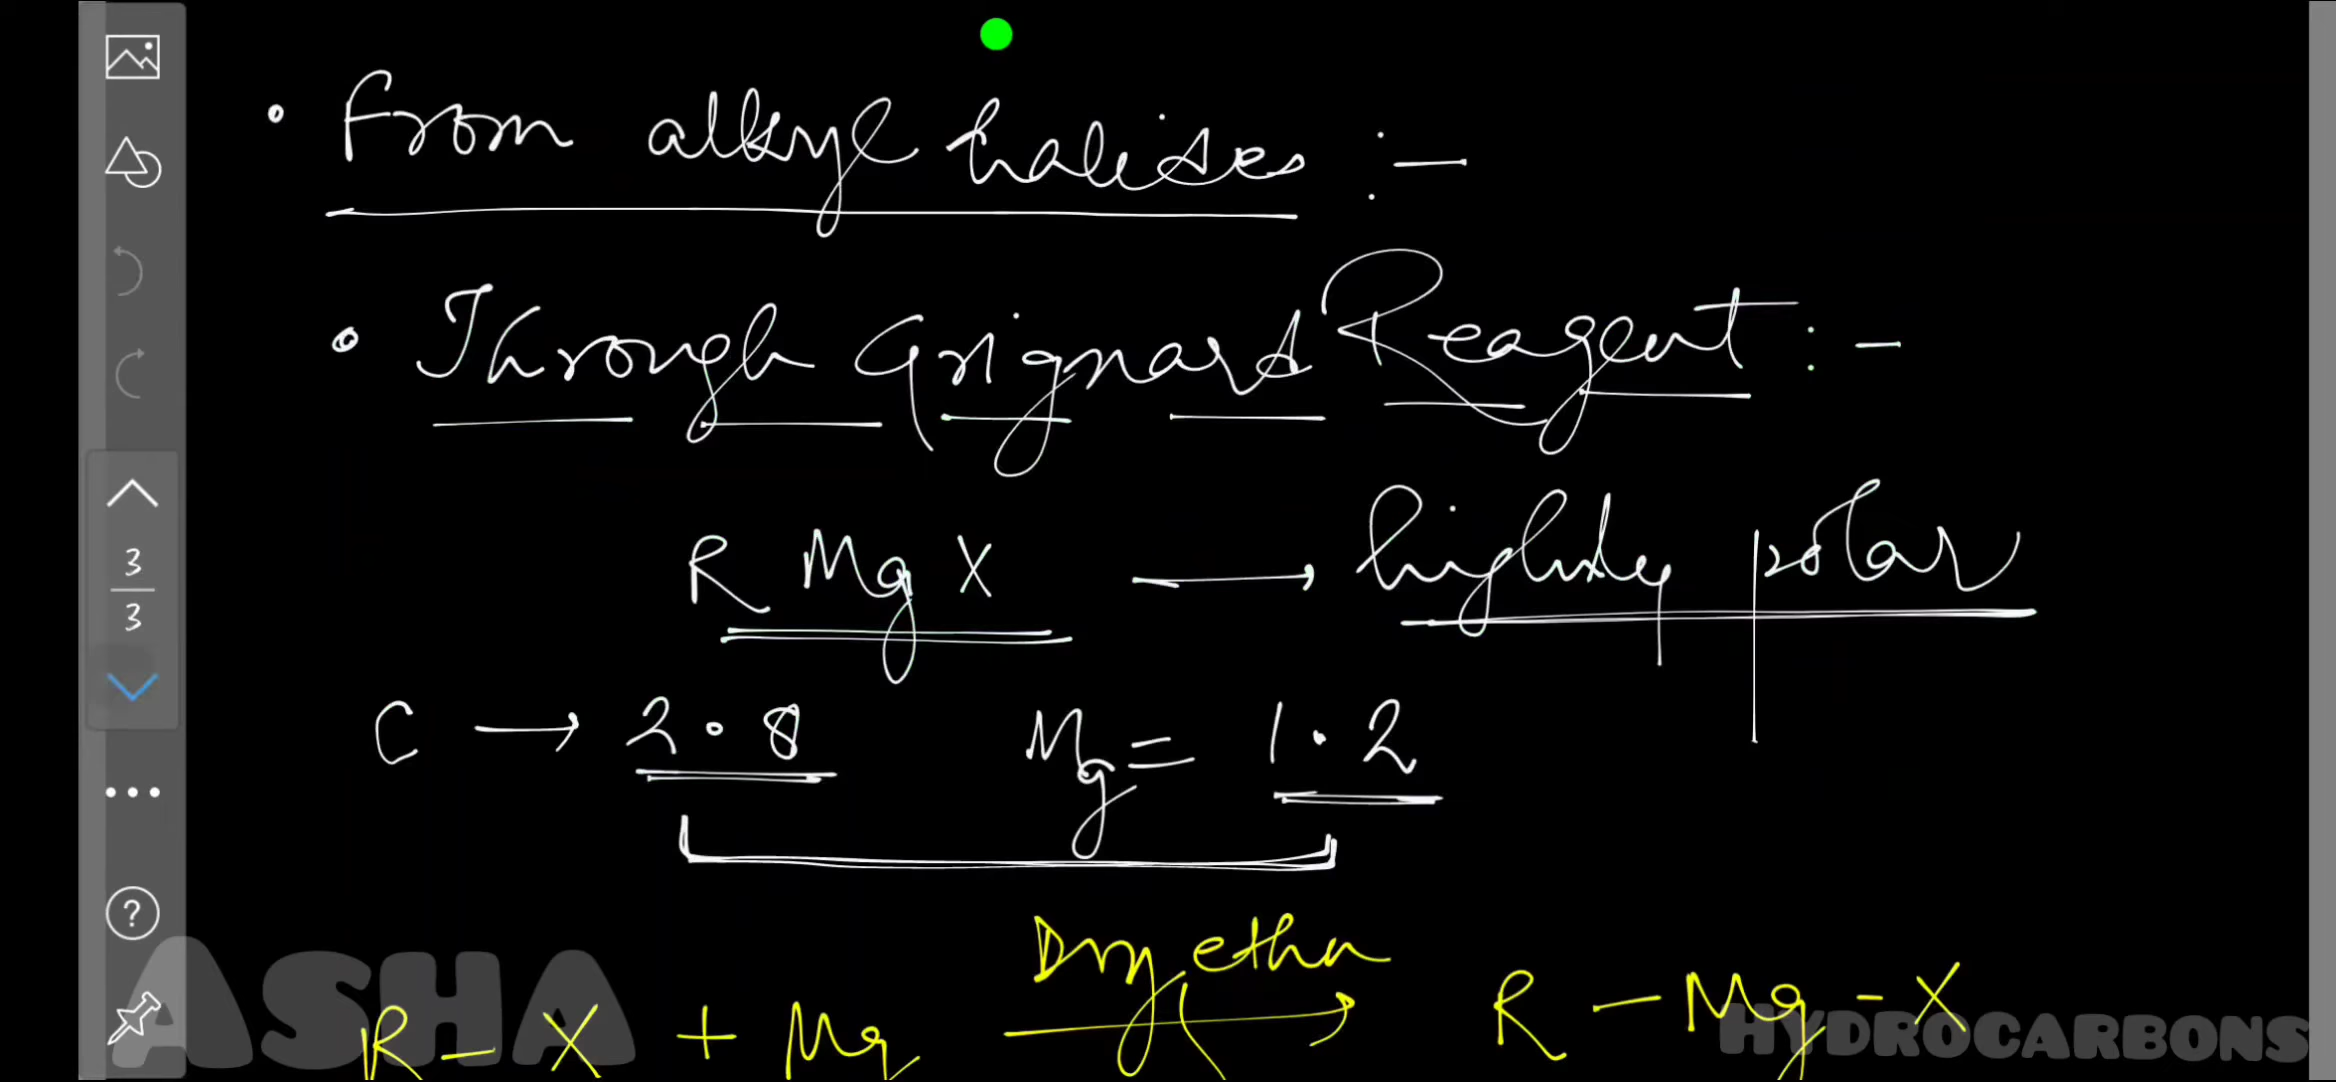 • From alkyl halides :-
• Through Grignard Reagent :-
R Mg X → highly polar
C → 2.8 Mg = 1.2
Dry ether
R - X + Mg → R - Mg - X
3
3
?
ASHA
HYDROCARBONS